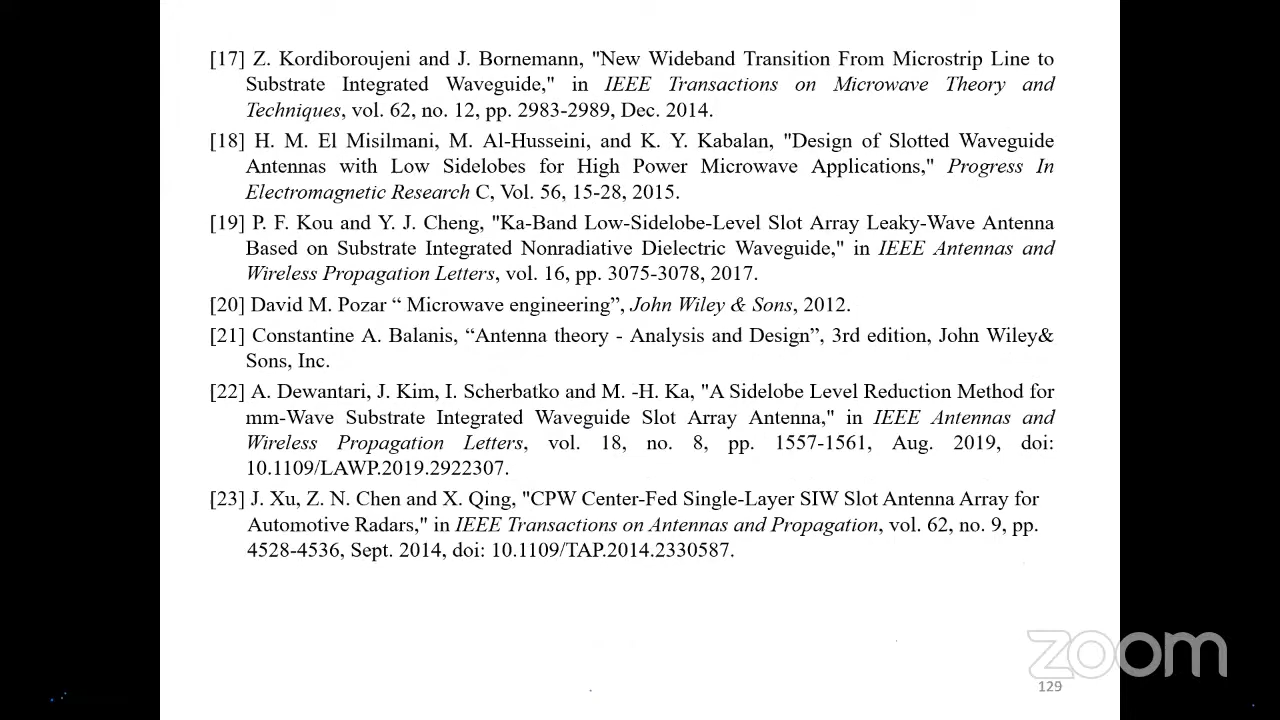 [17] Z. Kordiboroujeni and J. Bornemann, "New Wideband Transition From Microstrip Line to
Substrate Integrated Waveguide," in IEEE Transactions on Microwave Theory and
Techniques, vol. 62, no. 12, pp. 2983-2989, Dec. 2014.
[18] H. M. El Misilmani, M. Al-Husseini, and K. Y. Kabalan, "Design of Slotted Waveguide
Antennas with Low Sidelobes for High Power Microwave Applications," Progress In
Electromagnetic Research C, Vol. 56, 15-28, 2015.
[19] P. F. Kou and Y. J. Cheng, "Ka-Band Low-Sidelobe-Level Slot Array Leaky-Wave Antenna
Based on Substrate Integrated Nonradiative Dielectric Waveguide," in IEEE Antennas and
Wireless Propagation Letters, vol. 16, pp. 3075-3078, 2017.
[20] David M. Pozar “ Microwave engineering”, John Wiley & Sons, 2012.
[21] Constantine A. Balanis, “Antenna theory - Analysis and Design”, 3rd edition, John Wiley&
Sons, Inc.
[22] A. Dewantari, J. Kim, I. Scherbatko and M. -H. Ka, "A Sidelobe Level Reduction Method for
mm-Wave Substrate Integrated Waveguide Slot Array Antenna," in IEEE Antennas and
Wireless Propagation Letters, vol. 18, no. 8, pp. 1557-1561, Aug. 2019, doi:
10.1109/LAWP.2019.2922307.
[23] J. Xu, Z. N. Chen and X. Qing, "CPW Center-Fed Single-Layer SIW Slot Antenna Array for
Automotive Radars," in IEEE Transactions on Antennas and Propagation, vol. 62, no. 9, pp.
4528-4536, Sept. 2014, doi: 10.1109/TAP.2014.2330587.
zoom
129